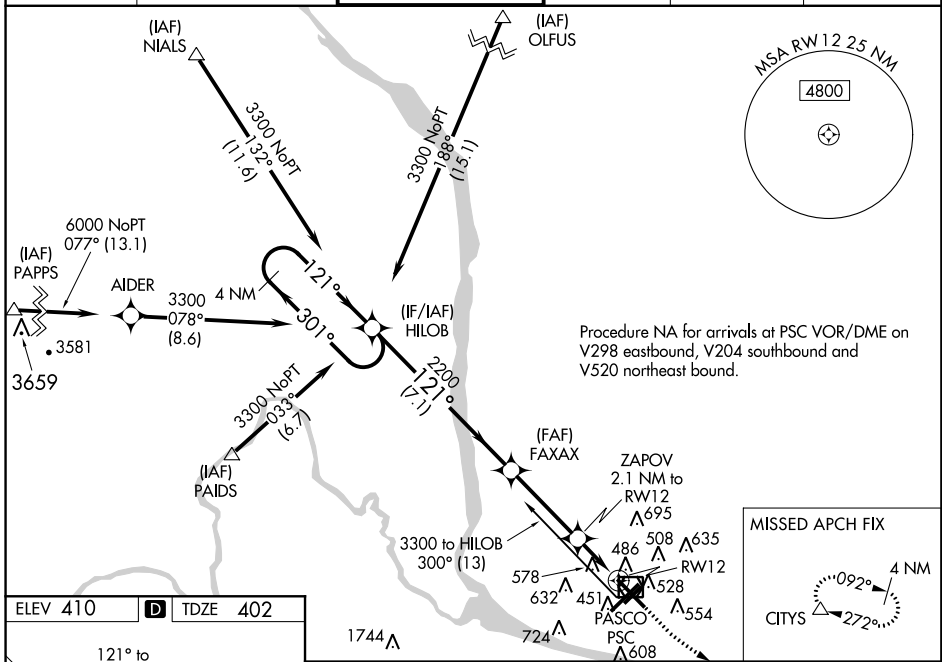 (IAF)
NIALS
(IAF)
OLFUS
MSA RW12 25 NM
4800
3300 NoPT
132°
(11.6)
3300 NoPT
188°
(15.1)
6000 NoPT
077° (13.1)
(IAF)
PAPPS
AIDER
4 NM
121°
301°
(IF/IAF)
HILOB
3300
078°
(8.6)
3581
3659
Procedure NA for arrivals at PSC VOR/DME on
V298 eastbound, V204 southbound and
V520 northeast bound.
3300 NoPT
033°
(6.7)
(IAF)
PAIDS
2200
121°
(7.1)
(FAF)
FAXAX
ZAPOV
2.1 NM to
RW12
695
3300 to HILOB
300° (13)
578
486
508
635
RW12
528
632
451
554
PASCO
PSC
724
608
1744
MISSED APCH FIX
4 NM
092°
272°
CITYS
ELEV 410
D
TDZE 402
121° to